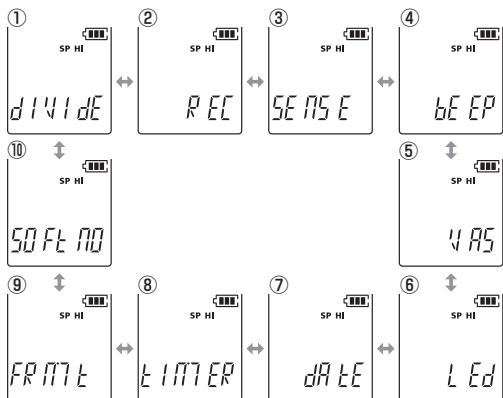 ①
SP HI
dIVIdE
②
SP HI
REC
③
SP HI
SENSE
④
SP HI
bEEP
⑤
SP HI
VAS
⑥
SP HI
LEd
⑦
SP HI
dAtE
⑧
SP HI
tIMER
⑨
SP HI
FRMt
⑩
SP HI
SOFt NO